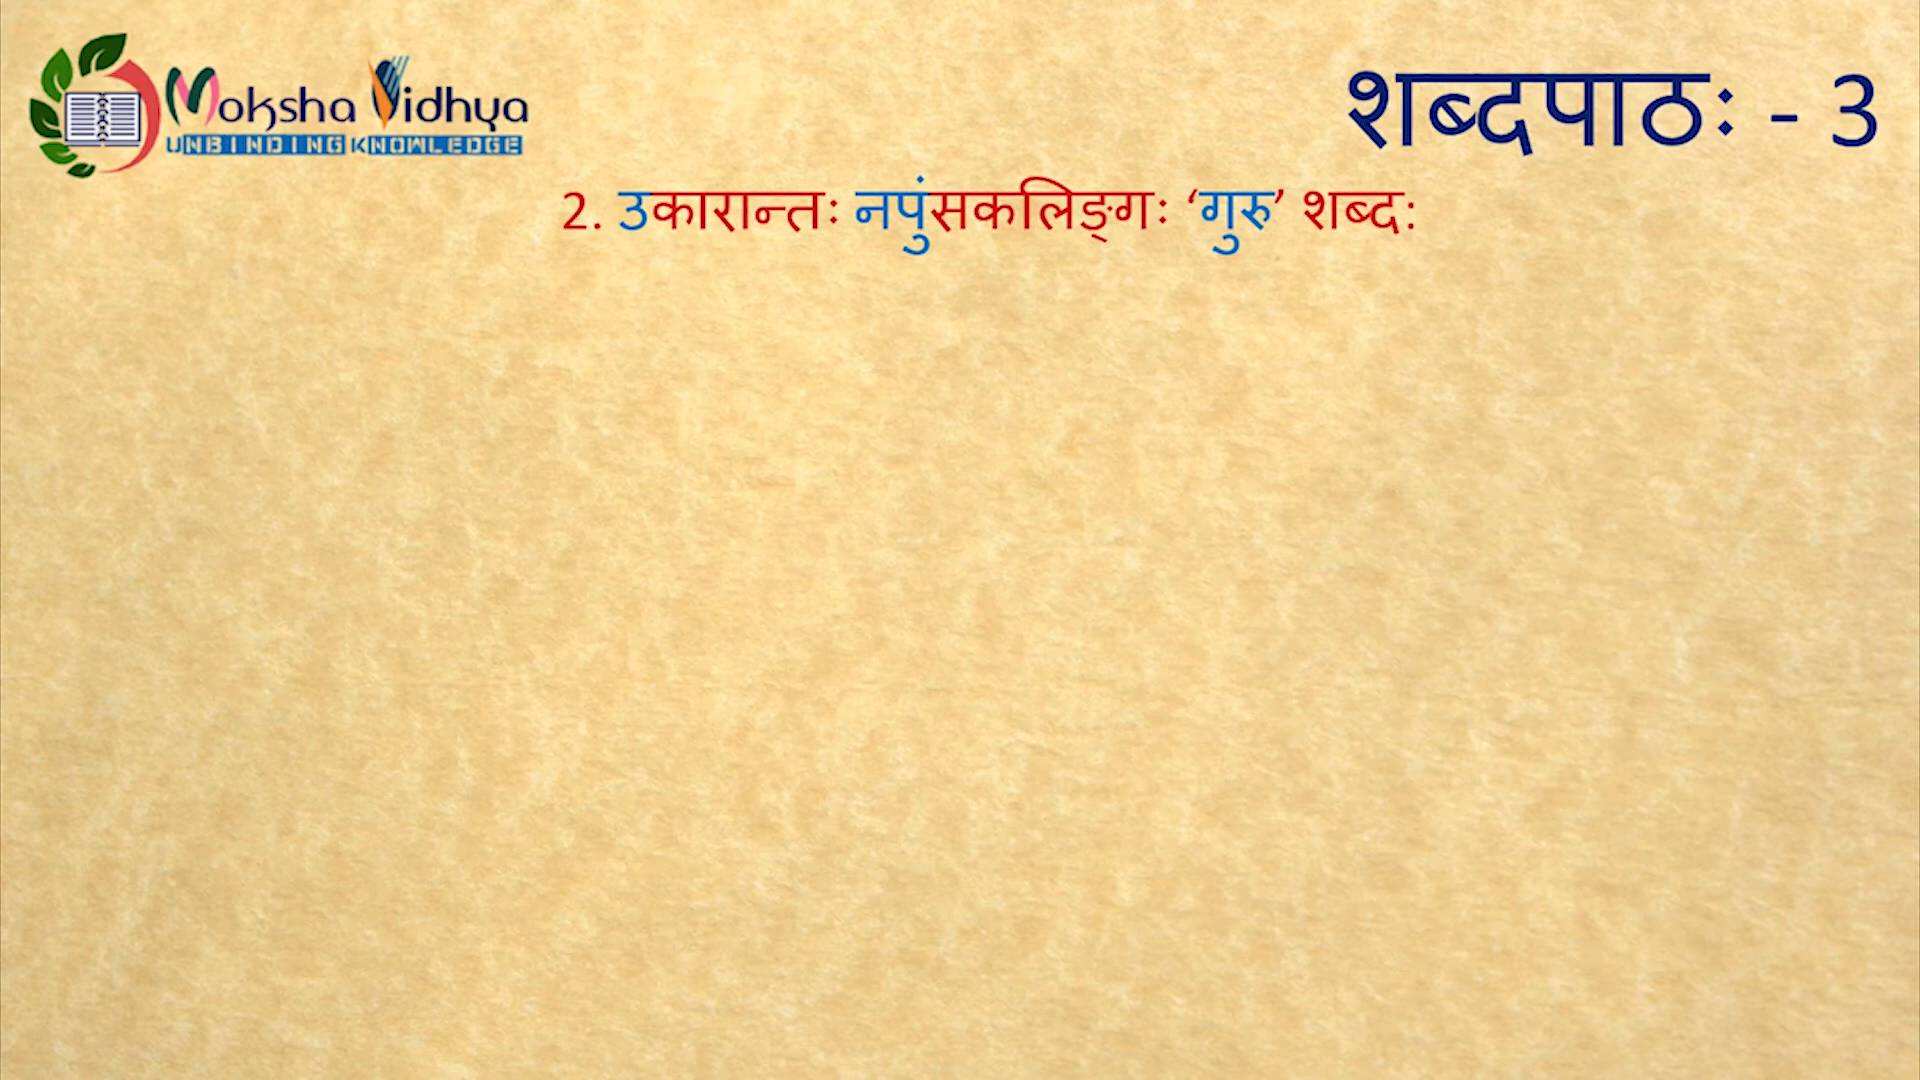 Moksha Vidhya
UNBINDING KNOWLEDGE
शब्दपाठः - 3
2. उकारान्तः नपुंसकलिङ्गः ‘गुरु’ शब्द: